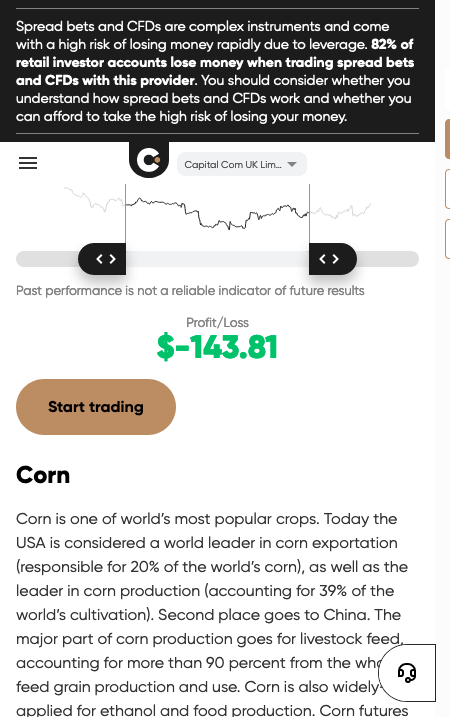 Spread bets and CFDs are complex instruments and come
with a high risk of losing money rapidly due to leverage. 82% of
retail investor accounts lose money when trading spread bets
and CFDs with this provider. You should consider whether you
understand how spread bets and CFDs work and whether you
can afford to take the high risk of losing your money.
Capital Com UK Lim...
Past performance is not a reliable indicator of future results
Profit/Loss
$-143.81
Start trading
Corn
Corn is one of world's most popular crops. Today the
USA is considered a world leader in corn exportation
(responsible for 20% of the world's corn), as well as the
leader in corn production (accounting for 39% of the
world's cultivation). Second place goes to China. The
major part of corn production goes for livestock feed,
accounting for more than 90 percent from the
feed grain production and use. Corn is also widely
applied for ethanol and food production. Corn futures